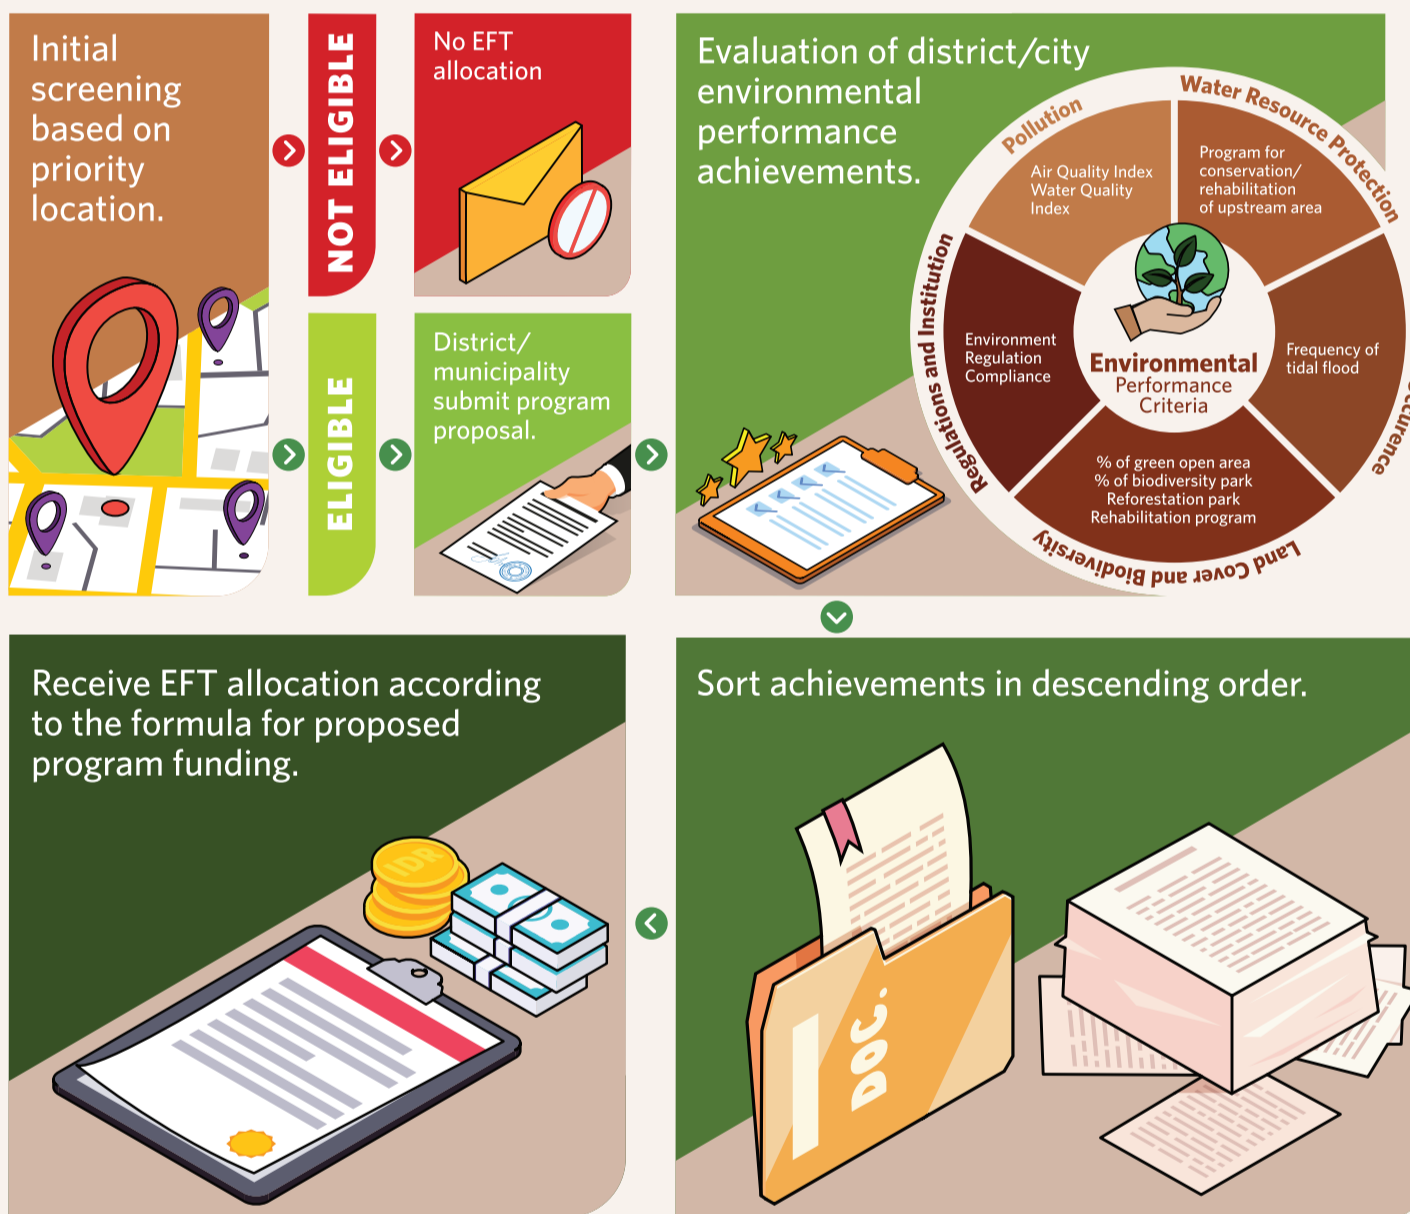 Initial
screening
based on
priority
location.
NOT ELIGIBLE
No EFT
allocation
ELIGIBLE
District/
municipality
submit program
proposal.
Evaluation of district/city
environmental
performance
achievements.
Pollution
Air Quality Index
Water Quality
Index
Water Resource Protection
Program for
conservation/
rehabilitation
of upstream area
Frequency of
tidal flood
Land Cover and Biodiversity
% of green open area
% of biodiversity park
Reforestation park
Rehabilitation program
Regulations and Institution
Environment
Regulation
Compliance
Environmental
Performance
Criteria
Sort achievements in descending order.
DOC.
Receive EFT allocation according
to the formula for proposed
program funding.
IDR